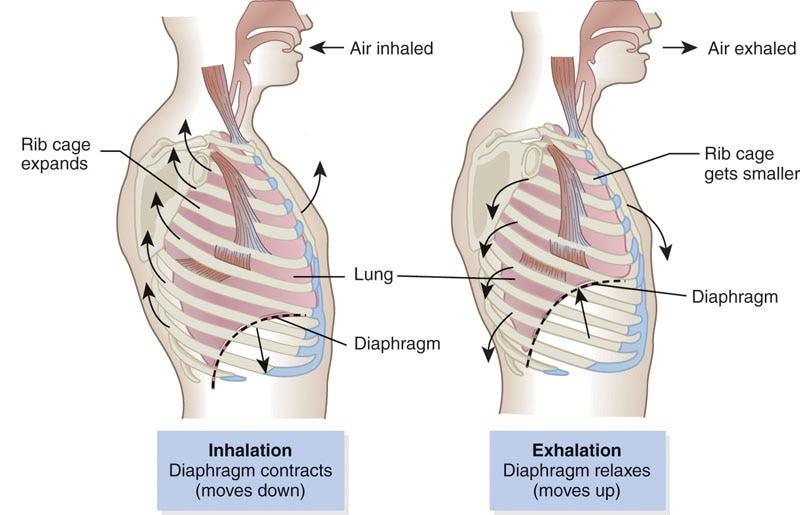 Air inhaled
Rib cage
expands
Lung
Diaphragm
Inhalation
Diaphragm contracts
(moves down)
Air exhaled
Rib cage
gets smaller
Diaphragm
Exhalation
Diaphragm relaxes
(moves up)